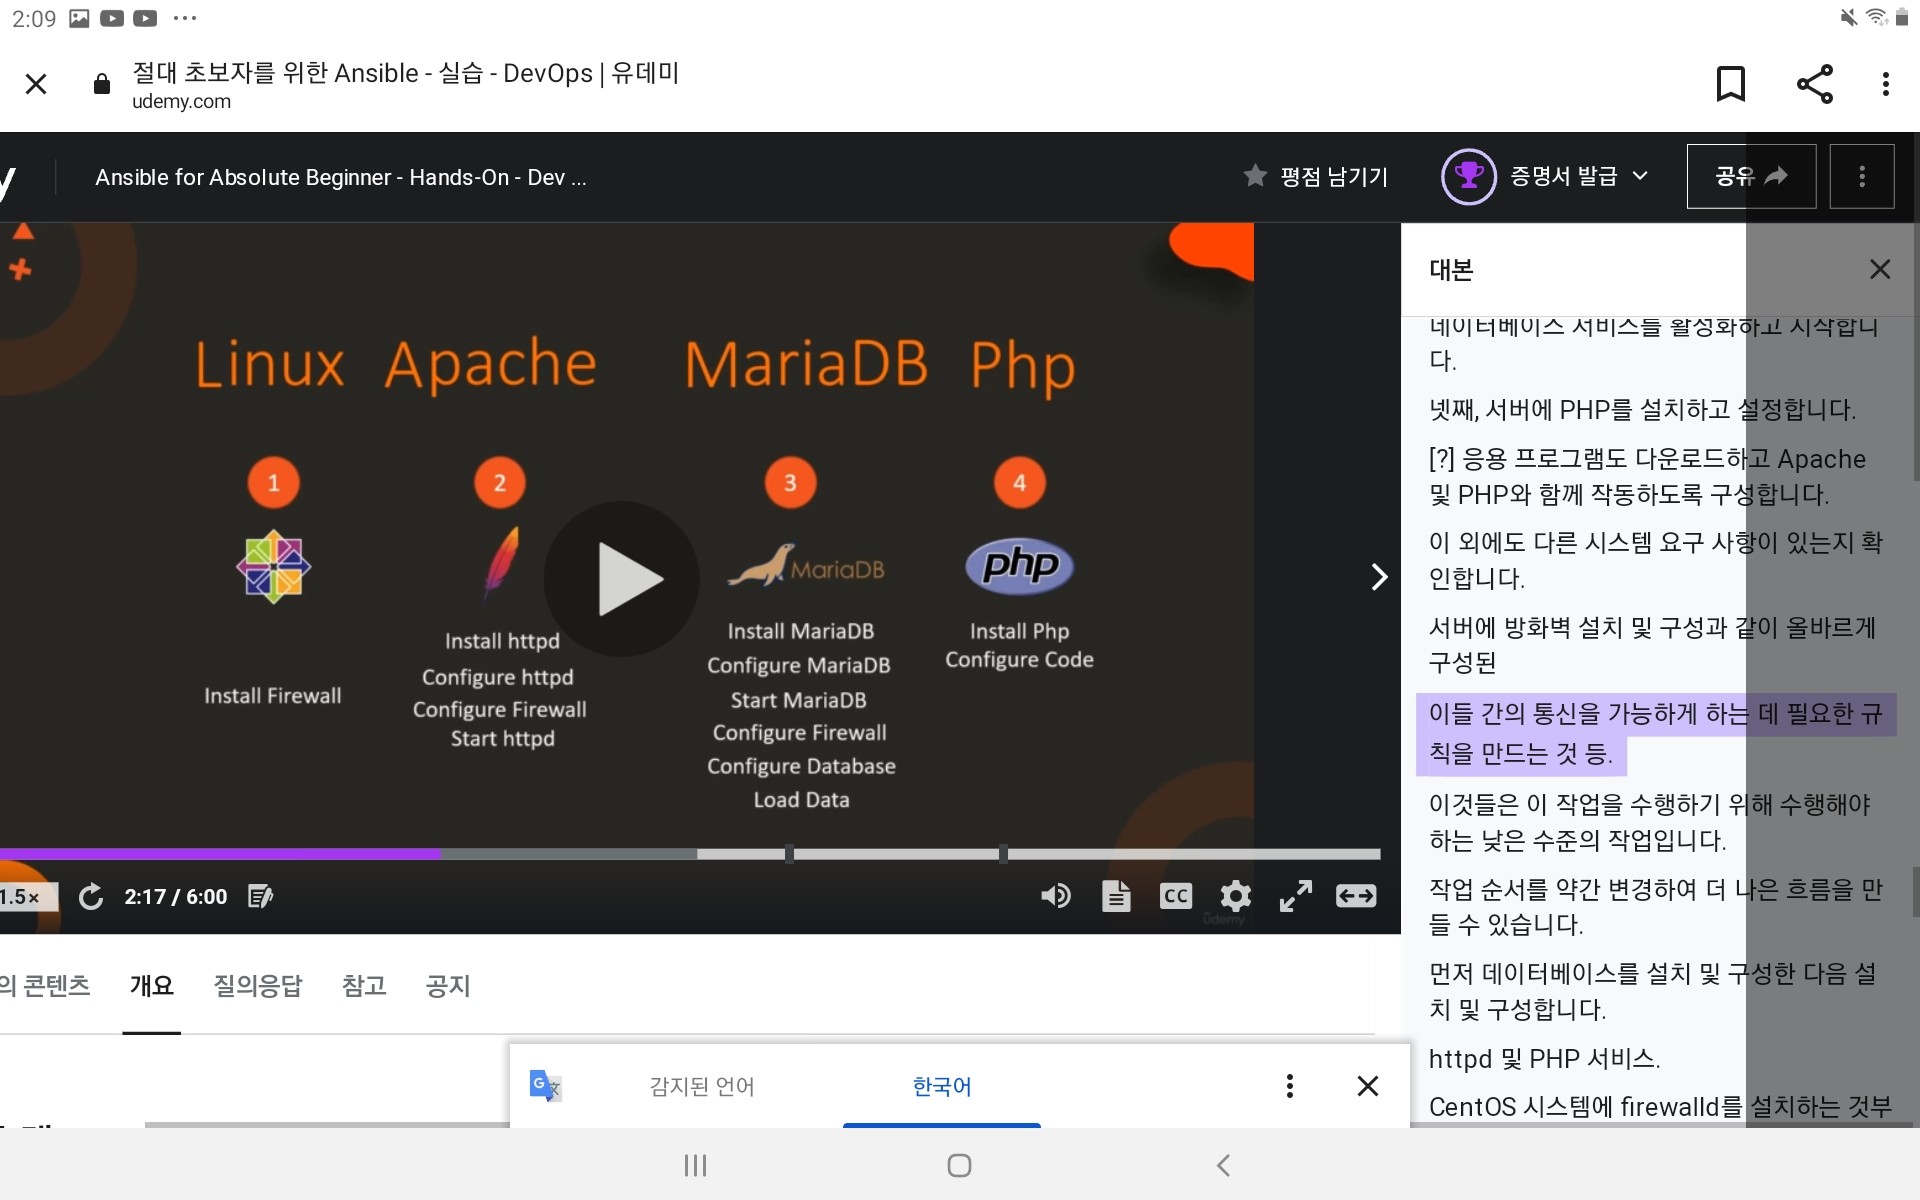 2:09
절대 초보자를 위한 Ansible - 실습 - DevOps | 유데미
udemy.com
y
Ansible for Absolute Beginner - Hands-On - Dev ...
평점 남기기
증명서 발급
공유
Linux Apache MariaDB Php
1
2
3
4
MariaDB
php
Install Firewall
Install httpd
Configure httpd
Configure Firewall
Start httpd
Install MariaDB
Configure MariaDB
Start MariaDB
Configure Firewall
Configure Database
Load Data
Install Php
Configure Code
1.5×
2:17 / 6:00
CC
udemy
대본
데이터베이스 서비스를 활성화하고 시작합니
다.
넷째, 서버에 PHP를 설치하고 설정합니다.
[?] 응용 프로그램도 다운로드하고 Apache
및 PHP와 함께 작동하도록 구성합니다.
이 외에도 다른 시스템 요구 사항이 있는지 확
인합니다.
서버에 방화벽 설치 및 구성과 같이 올바르게
구성된
이들 간의 통신을 가능하게 하는 데 필요한 규
칙을 만드는 것 등.
이것들은 이 작업을 수행하기 위해 수행해야
하는 낮은 수준의 작업입니다.
작업 순서를 약간 변경하여 더 나은 흐름을 만
들 수 있습니다.
먼저 데이터베이스를 설치 및 구성한 다음 설
치 및 구성합니다.
httpd 및 PHP 서비스.
CentOS 시스템에 firewalld를 설치하는 것부
의 콘텐츠
개요
질의응답
참고
공지
G
감지된 언어
한국어